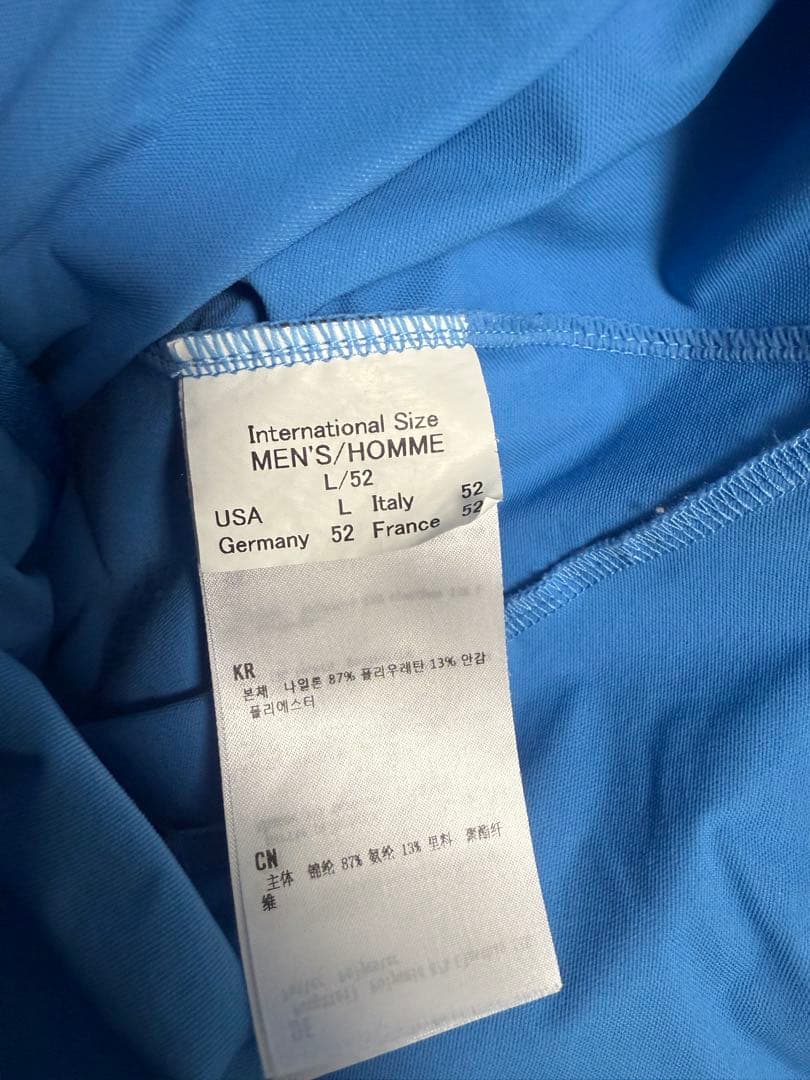 International Size
MEN'S/HOMME
L/52
USA L Italy 52
Germany 52 France 52
KR
본체 나일론 87% 폴리우레탄 13% 안감
폴리에스터
CN
主体 锦纶 87% 氨纶 13% 里料 聚酯纤
维